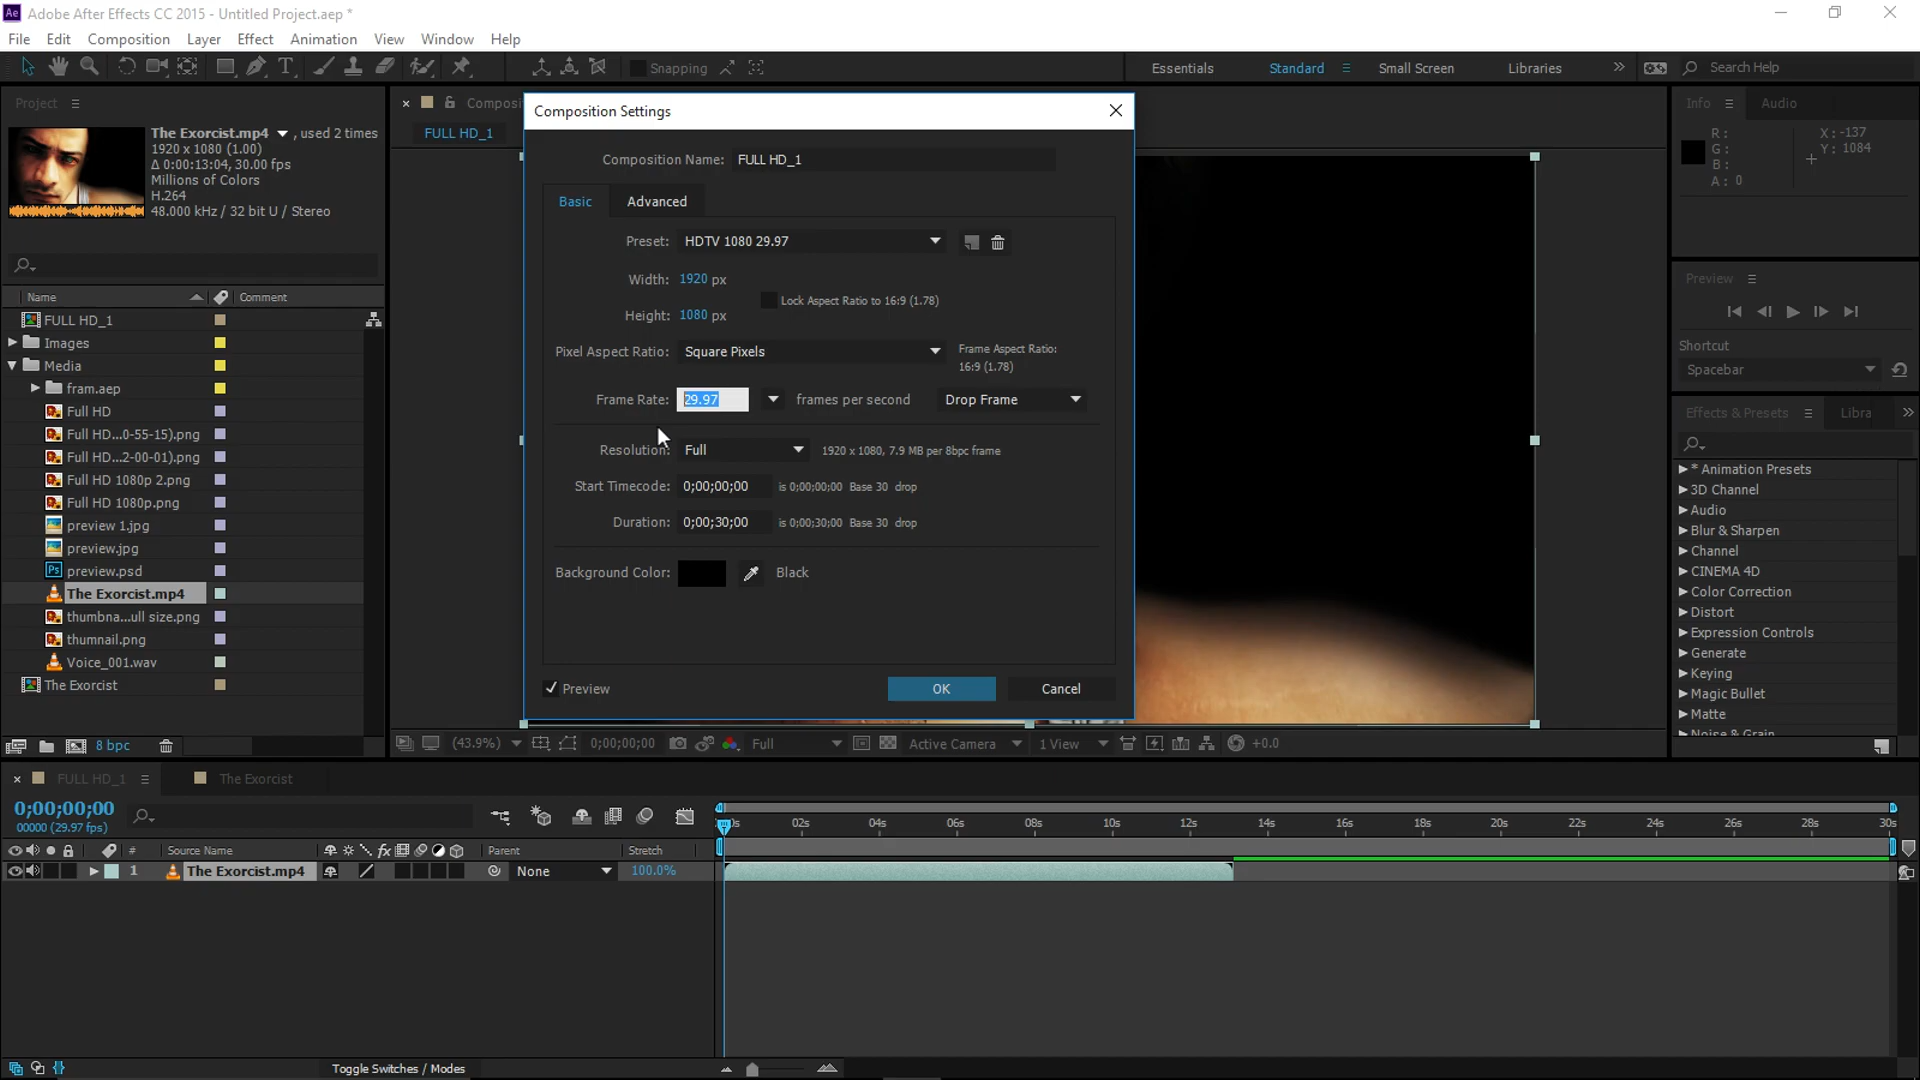 Ae Adobe After Effects CC 2015 - Untitled Project.aep *
File Edit Composition Layer Effect Animation View Window Help
Snapping
Essentials Standard Small Screen Libraries Search Help
Project
The Exorcist.mp4 , used 2 times
1920 x 1080 (1.00)
Δ 0:00:13:04, 30.00 fps
Millions of Colors
H.264
48.000 kHz / 32 bit U / Stereo
Name Comment
FULL HD_1
Images
Media
fram.aep
Full HD
Full HD...0-55-15).png
Full HD...2-00-01).png
Full HD 1080p 2.png
Full HD 1080p.png
preview 1.jpg
preview.jpg
Ps preview.psd
The Exorcist.mp4
thumbna...ull size.png
thumnail.png
Voice_001.wav
The Exorcist
8 bpc
Composi
FULL HD_1
Composition Settings
Composition Name: FULL HD_1
Basic Advanced
Preset: HDTV 1080 29.97
Width: 1920 px
Lock Aspect Ratio to 16:9 (1.78)
Height: 1080 px
Pixel Aspect Ratio: Square Pixels
Frame Aspect Ratio:
16:9 (1.78)
Frame Rate: 29.97 frames per second Drop Frame
Resolution: Full 1920 x 1080, 7.9 MB per 8bpc frame
Start Timecode: 0;00;00;00 is 0;00;00;00 Base 30 drop
Duration: 0;00;30;00 is 0;00;30;00 Base 30 drop
Background Color: Black
Preview OK Cancel
(43.9%) 0;00;00;00 Full Active Camera 1 View +0.0
Info Audio
R:
G:
B:
A: 0
X: -137
Y: 1084
Preview
Shortcut
Spacebar
Effects & Presets Libra
* Animation Presets
3D Channel
Audio
Blur & Sharpen
Channel
CINEMA 4D
Color Correction
Distort
Expression Controls
Generate
Keying
Magic Bullet
Matte
Noise & Grain
FULL HD_1 The Exorcist
0;00;00;00
00000 (29.97 fps)
0s 02s 04s 06s 08s 10s 12s 14s 16s 18s 20s 22s 24s 26s 28s 30s
# Source Name fx Parent Stretch
1 The Exorcist.mp4 None 100.0%
Toggle Switches / Modes